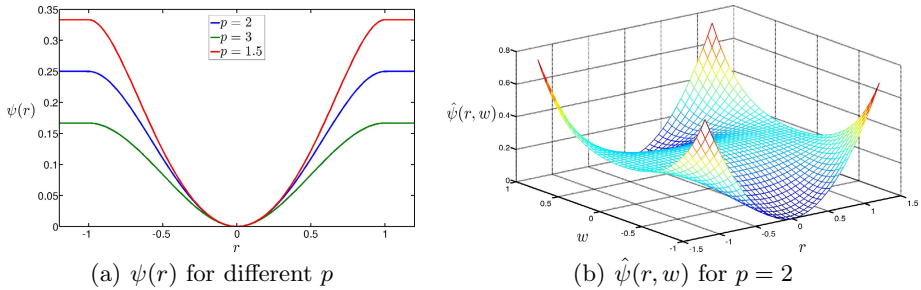 0.35
0.3
0.25
0.2
0.15
0.1
0.05
0
ψ(r)
p = 2
p = 3
p = 1.5
-1 -0.5 0 0.5 1
r
(a) ψ(r) for different p
0.8
0.6
0.4
0.2
0
ψ̂(r, w)
1 0.5 0 -0.5 -1
w
-1.5 -1 -0.5 0 0.5 1 1.5
r
(b) ψ̂(r, w) for p = 2